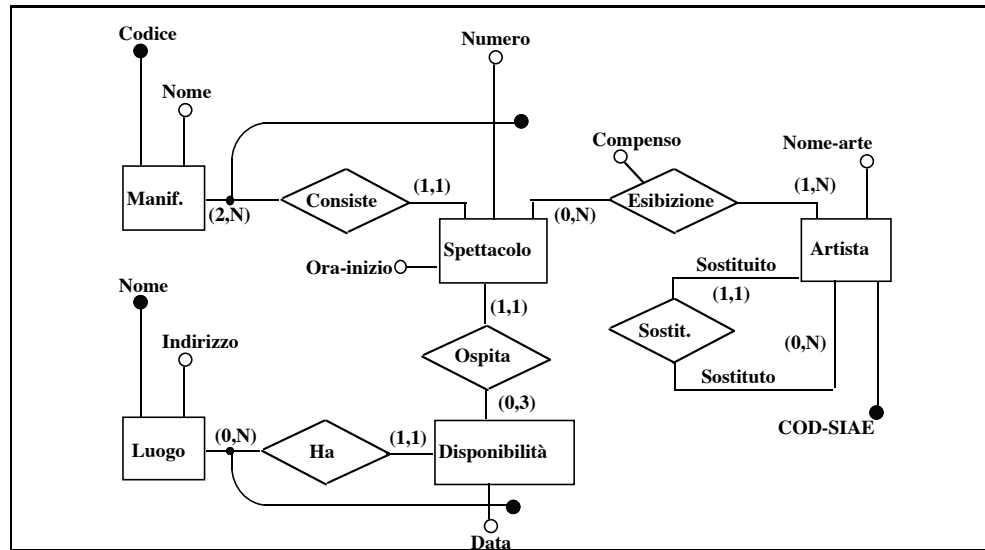 Codice
Numero
Nome
Compenso
Nome-arte
Manif.
(2,N)
Consiste
(1,1)
(0,N)
Esibizione
(1,N)
Spettacolo
Artista
Ora-inizio
Sostituito
(1,1)
Nome
(1,1)
Sostit.
(0,N)
Indirizzo
Ospita
Sostituto
(0,3)
COD-SIAE
Luogo
(0,N)
Ha
(1,1)
Disponibilità
Data